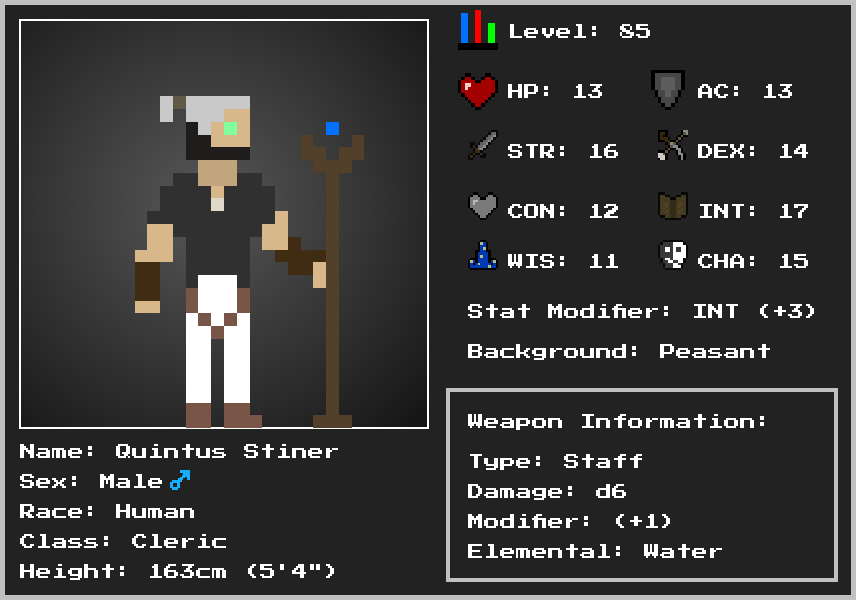 Level: 85
HP: 13
AC: 13
STR: 16
DEX: 14
CON: 12
INT: 17
WIS: 11
CHA: 15
Stat Modifier: INT (+3)
Background: Peasant
Weapon Information:
Type: Staff
Damage: d6
Modifier: (+1)
Elemental: Water
Name: Quintus Stiner
Sex: Male♂
Race: Human
Class: Cleric
Height: 163cm (5'4")